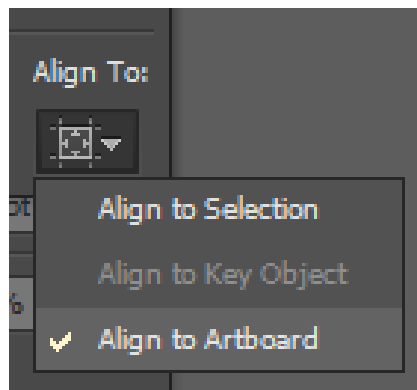 Align To:
Align to Selection
Align to Key Object
%
Align to Artboard